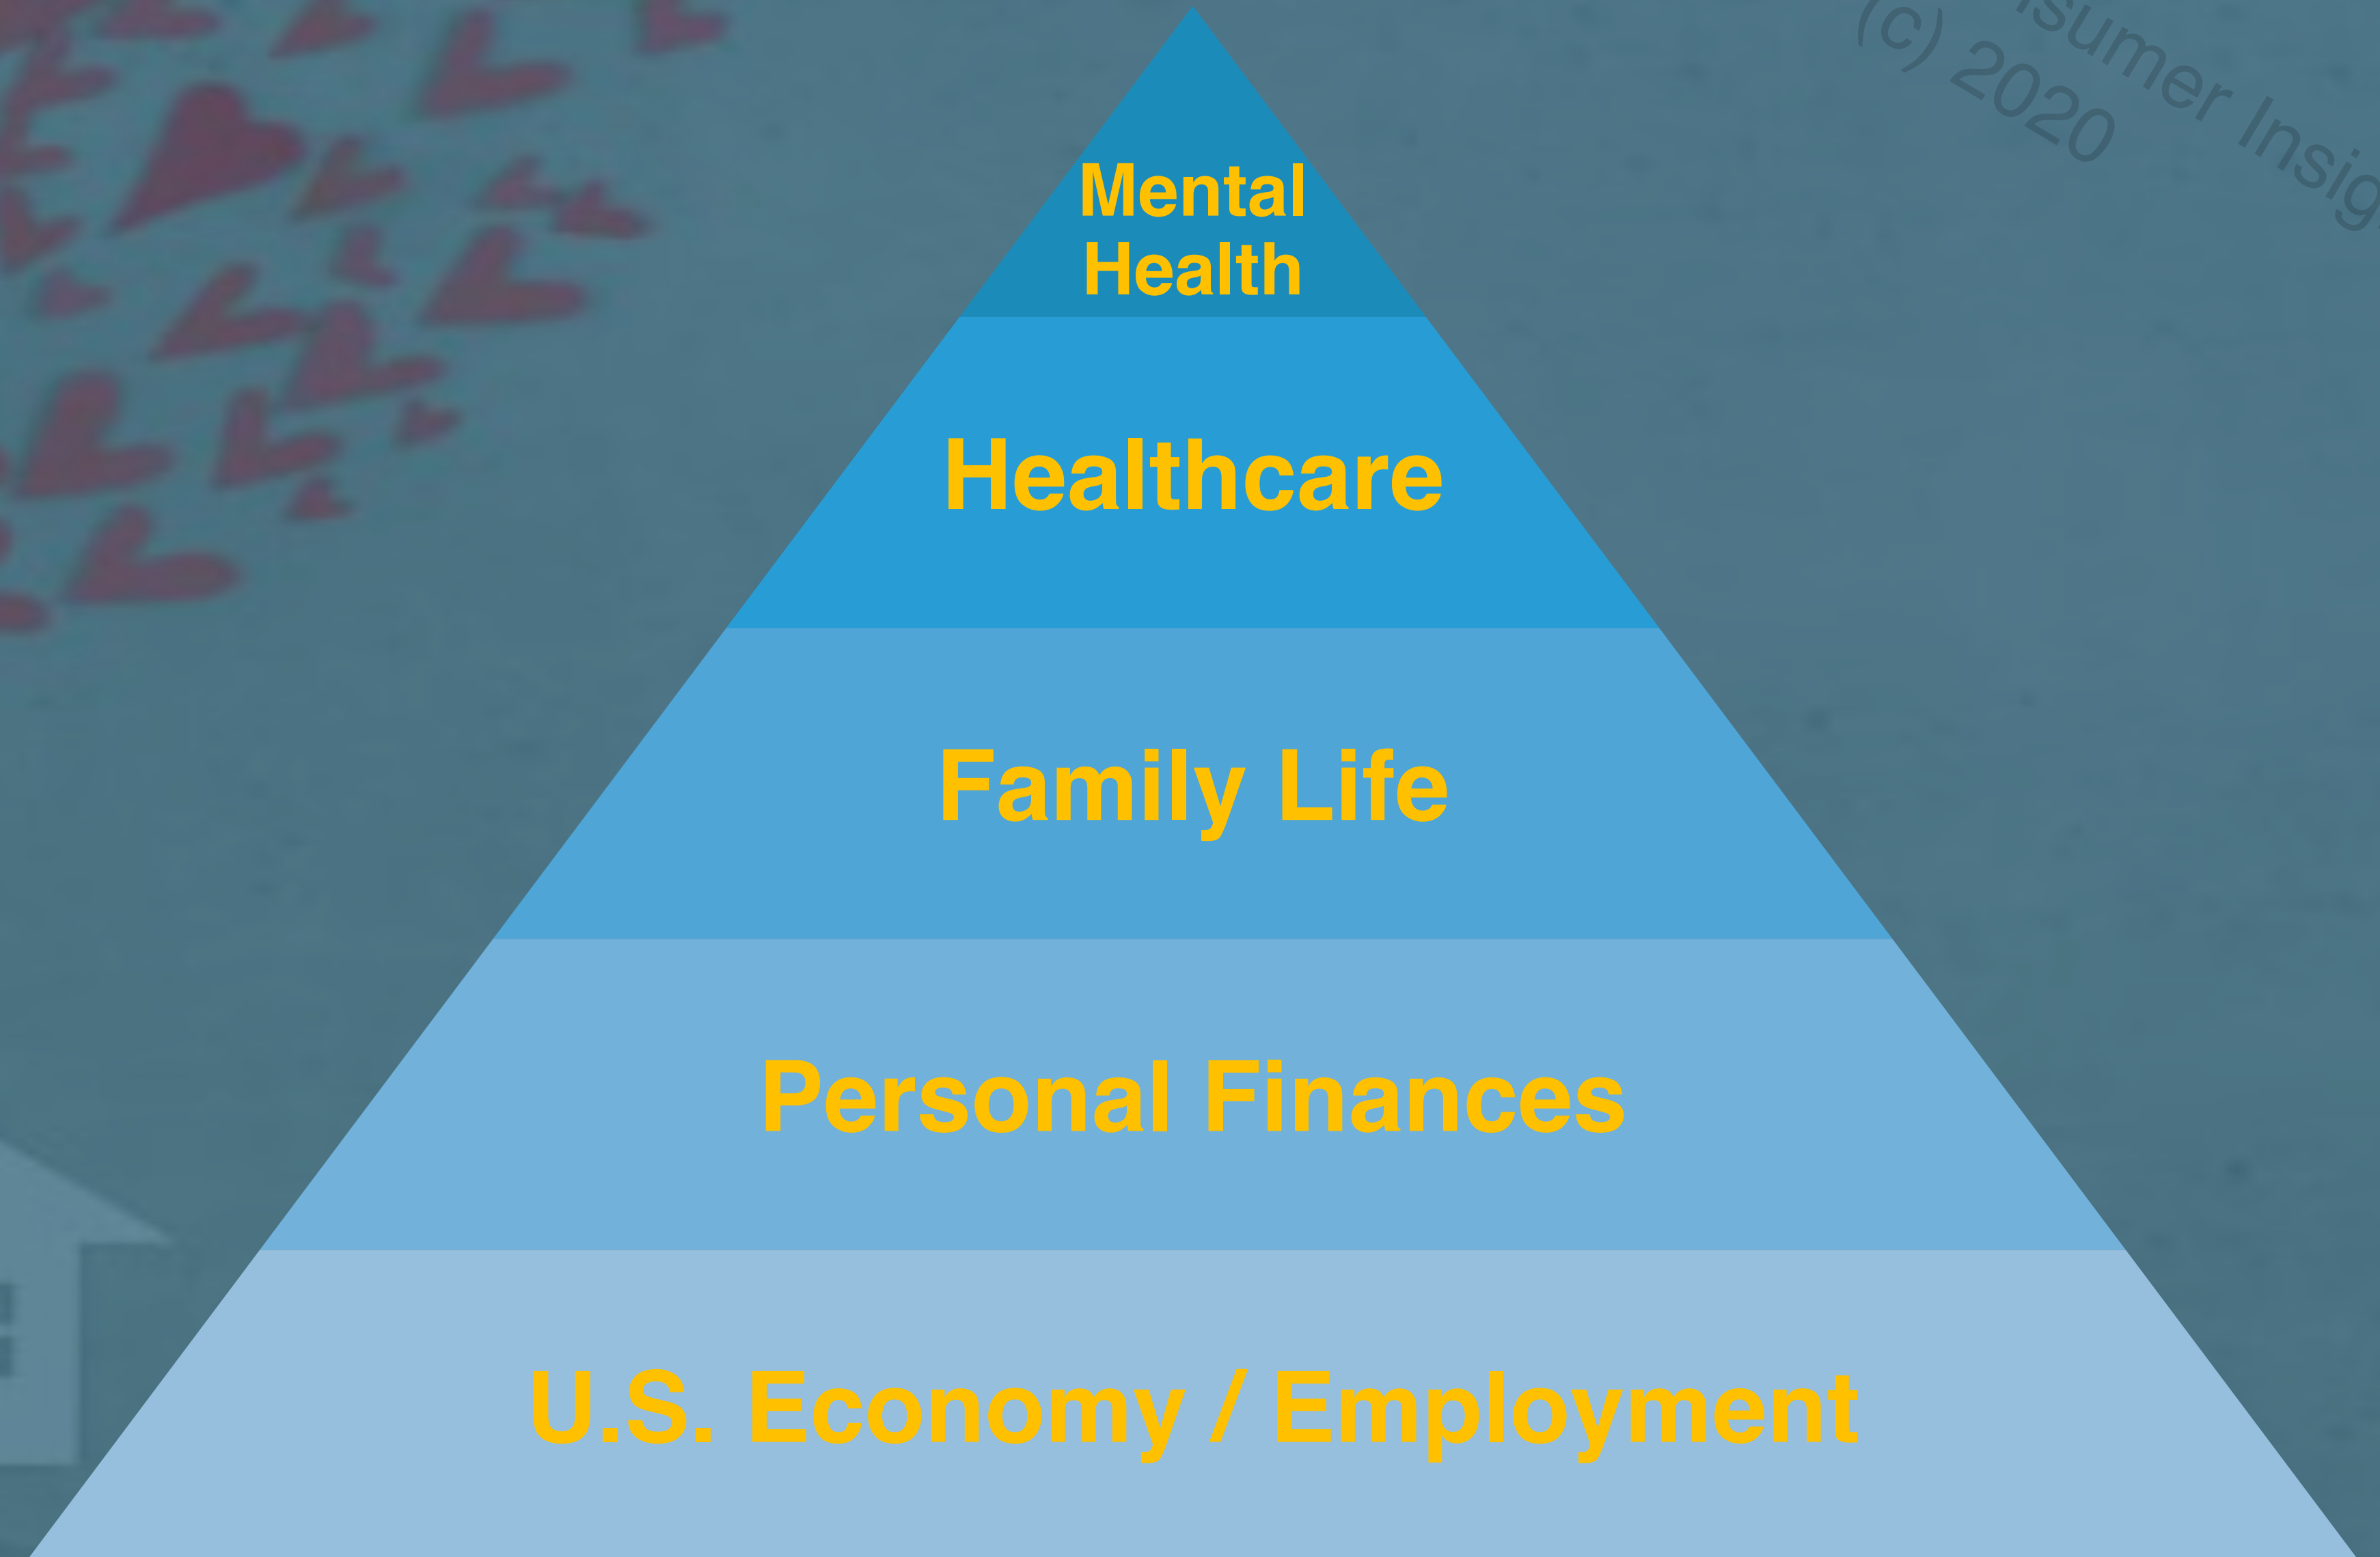 (c) 2020
Mental
Health
Healthcare
Family Life
Personal Finances
U.S. Economy / Employment